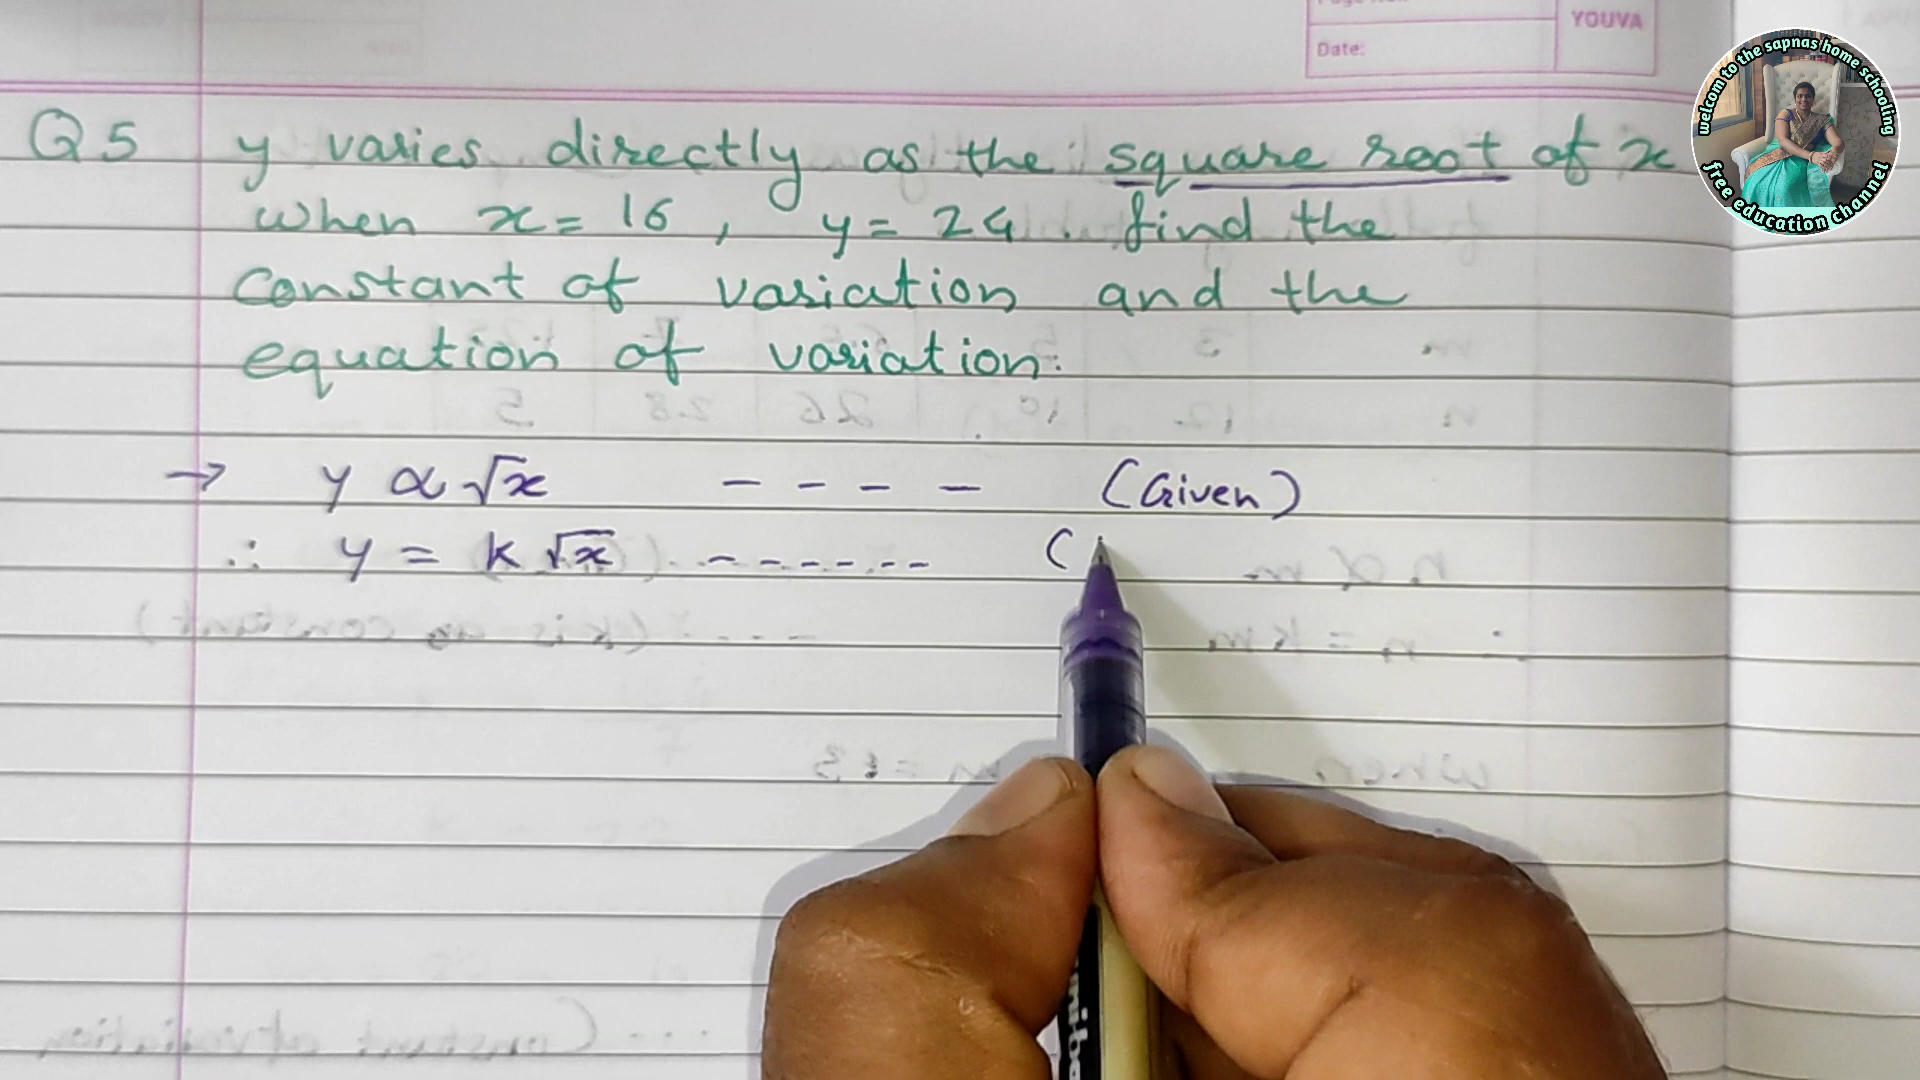 YOUVA
Date:
welcom to the sapnas home schooling
free education channel
Q5 y varies directly as the square root of x
when x = 16, y = 24. find the
constant of variation and the
equation of variation.
→ y ∝ √x ---- (Given)
∴ y = k √x ------ (